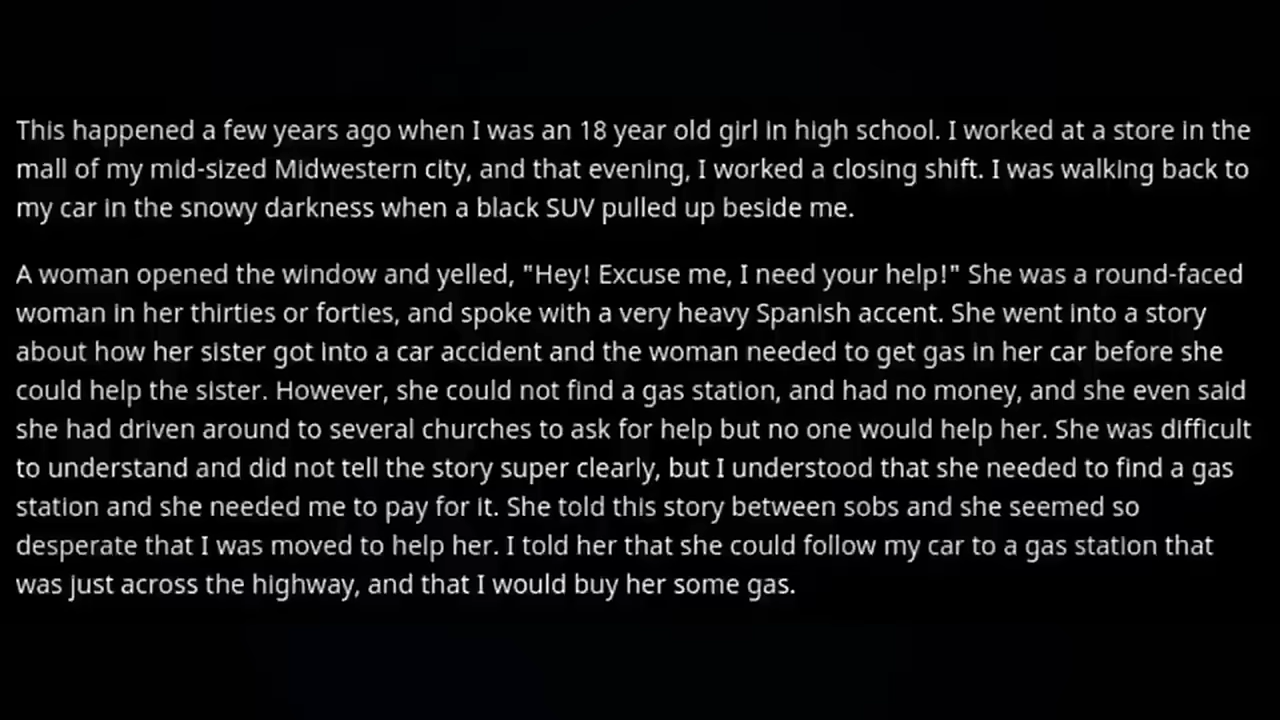 This happened a few years ago when I was an 18 year old girl in high school. I worked at a store in the
mall of my mid-sized Midwestern city, and that evening, I worked a closing shift. I was walking back to
my car in the snowy darkness when a black SUV pulled up beside me.
A woman opened the window and yelled, "Hey! Excuse me, I need your help!" She was a round-faced
woman in her thirties or forties, and spoke with a very heavy Spanish accent. She went into a story
about how her sister got into a car accident and the woman needed to get gas in her car before she
could help the sister. However, she could not find a gas station, and had no money, and she even said
she had driven around to several churches to ask for help but no one would help her. She was difficult
to understand and did not tell the story super clearly, but I understood that she needed to find a gas
station and she needed me to pay for it. She told this story between sobs and she seemed so
desperate that I was moved to help her. I told her that she could follow my car to a gas station that
was just across the highway, and that I would buy her some gas.